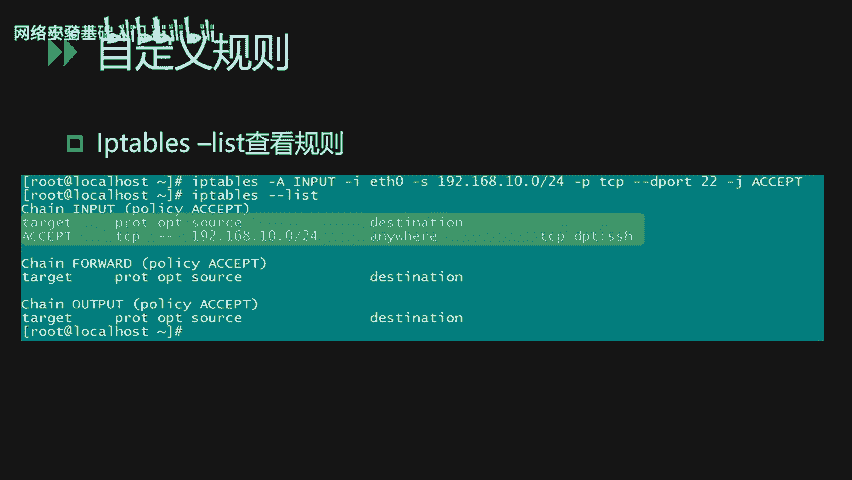 网络安全基础入门
自定义规则
Iptables –list查看规则
[root@localhost ~]# iptables -A INPUT -i eth0 -s 192.168.10.0/24 -p tcp --dport 22 -j ACCEPT
[root@localhost ~]# iptables --list
Chain INPUT (policy ACCEPT)
target prot opt source destination
ACCEPT tcp -- 192.168.10.0/24 anywhere tcp dpt:ssh
Chain FORWARD (policy ACCEPT)
target prot opt source destination
Chain OUTPUT (policy ACCEPT)
target prot opt source destination
[root@localhost ~]#